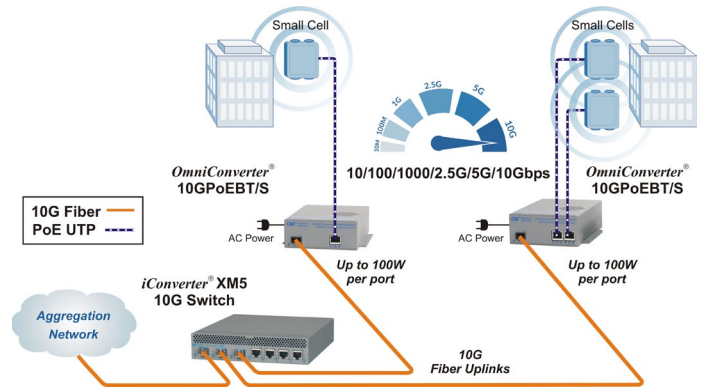 Small Cell
Small Cells
10M
100M
1G
2.5G
5G
10G
10/100/1000/2.5G/5G/10Gbps
OmniConverter®
10GPoEBT/S
OmniConverter®
10GPoEBT/S
10G Fiber
PoE UTP
AC Power
AC Power
Up to 100W
per port
Up to 100W
per port
iConverter® XM5
10G Switch
Aggregation
Network
10G
Fiber Uplinks